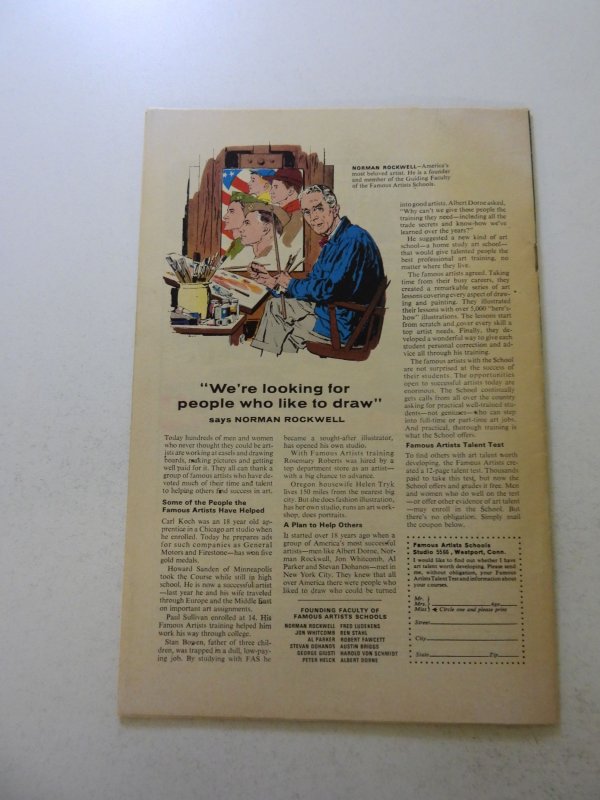 NORMAN ROCKWELL—America's
most beloved artist. He is a founder
and member of the Guiding Faculty
of the Famous Artists Schools.
"We're looking for
people who like to draw"
says NORMAN ROCKWELL
Today hundreds of men and women
who never thought they could be art-
ists are working at easels and drawing
boards, making pictures and getting
well paid for it. They all can thank a
group of famous artists who have de-
voted much of their time and talent
to helping others find success in art.
Some of the People the
Famous Artists Have Helped
Carl Koch was an 18 year old ap-
prentice in a Chicago art studio when
he enrolled. Today he prepares ads
for such companies as General
Motors and Firestone—has won five
gold medals.
Howard Sanden of Minneapolis
took the Course while still in high
school. He is now a successful artist
—last year he and his wife traveled
through Europe and the Middle East
on important art assignments.
Paul Sullivan enrolled at 14. His
Famous Artists training helped him
work his way through college.
Stan Bowen, father of three chil-
dren, was trapped in a dull, low-pay-
ing job. By studying with FAS he
became a sought-after illustrator,
has opened his own studio.
With Famous Artists training
Rosemary Roberts was hired by a
top department store as an artist—
with a big chance to advance.
Oregon housewife Helen Tryk
lives 150 miles from the nearest big
city. But she does fashion illustration,
has her own studio, runs an art work-
shop, does portraits.
A Plan to Help Others
It started over 18 years ago when a
group of America's most successful
artists—men like Albert Dorne, Nor-
man Rockwell, Jon Whitcomb, Al
Parker and Stevan Dohanos—met in
New York City. They knew that all
over America there were people who
liked to draw who could be turned
FOUNDING FACULTY OF
FAMOUS ARTISTS SCHOOLS
NORMAN ROCKWELL FRED LUDEKENS
JON WHITCOMB BEN STAHL
AL PARKER ROBERT FAWCETT
STEVAN DOHANOS AUSTIN BRIGGS
GEORGE GIUSTI HAROLD VON SCHMIDT
PETER HELCK ALBERT DORNE
into good artists. Albert Dorne asked,
"Why can't we give these people the
training they need—including all the
trade secrets and know-how we've
learned over the years?"
He suggested a new kind of art
school—a home study art school—
that would give talented people the
best professional art training, no
matter where they live.
The famous artists agreed. Taking
time from their busy careers, they
created a remarkable series of art
lessons covering every aspect of draw-
ing and painting. They illustrated
their lessons with over 5,000 "here's-
how" illustrations. The lessons start
from scratch and cover every skill a
top artist needs. Finally, they de-
veloped a wonderful way to give each
student personal correction and ad-
vice all through his training.
The famous artists with the School
are not surprised at the success of
their students. The opportunities
open to successful artists today are
enormous. The School continually
gets calls from all over the country
asking for practical well-trained stu-
dents—not geniuses—who can step
into full-time or part-time art jobs.
And practical, thorough training is
what the School offers.
Famous Artists Talent Test
To find others with art talent worth
developing, the Famous Artists cre-
ated a 12-page talent test. Thousands
paid to take this test, but now the
School offers and grades it free. Men
and women who do well on the test
—or offer other evidence of art talent
—may enroll in the School. But
there's no obligation. Simply mail
the coupon below.
Famous Artists Schools
Studio 5566, Westport, Conn.
I would like to find out whether I have
art talent worth developing. Please send
me, without obligation, your Famous
Artists Talent Test and information about
your courses.
Mr.
Mrs. Age
Miss Circle one and please print
Street
City
State Zip